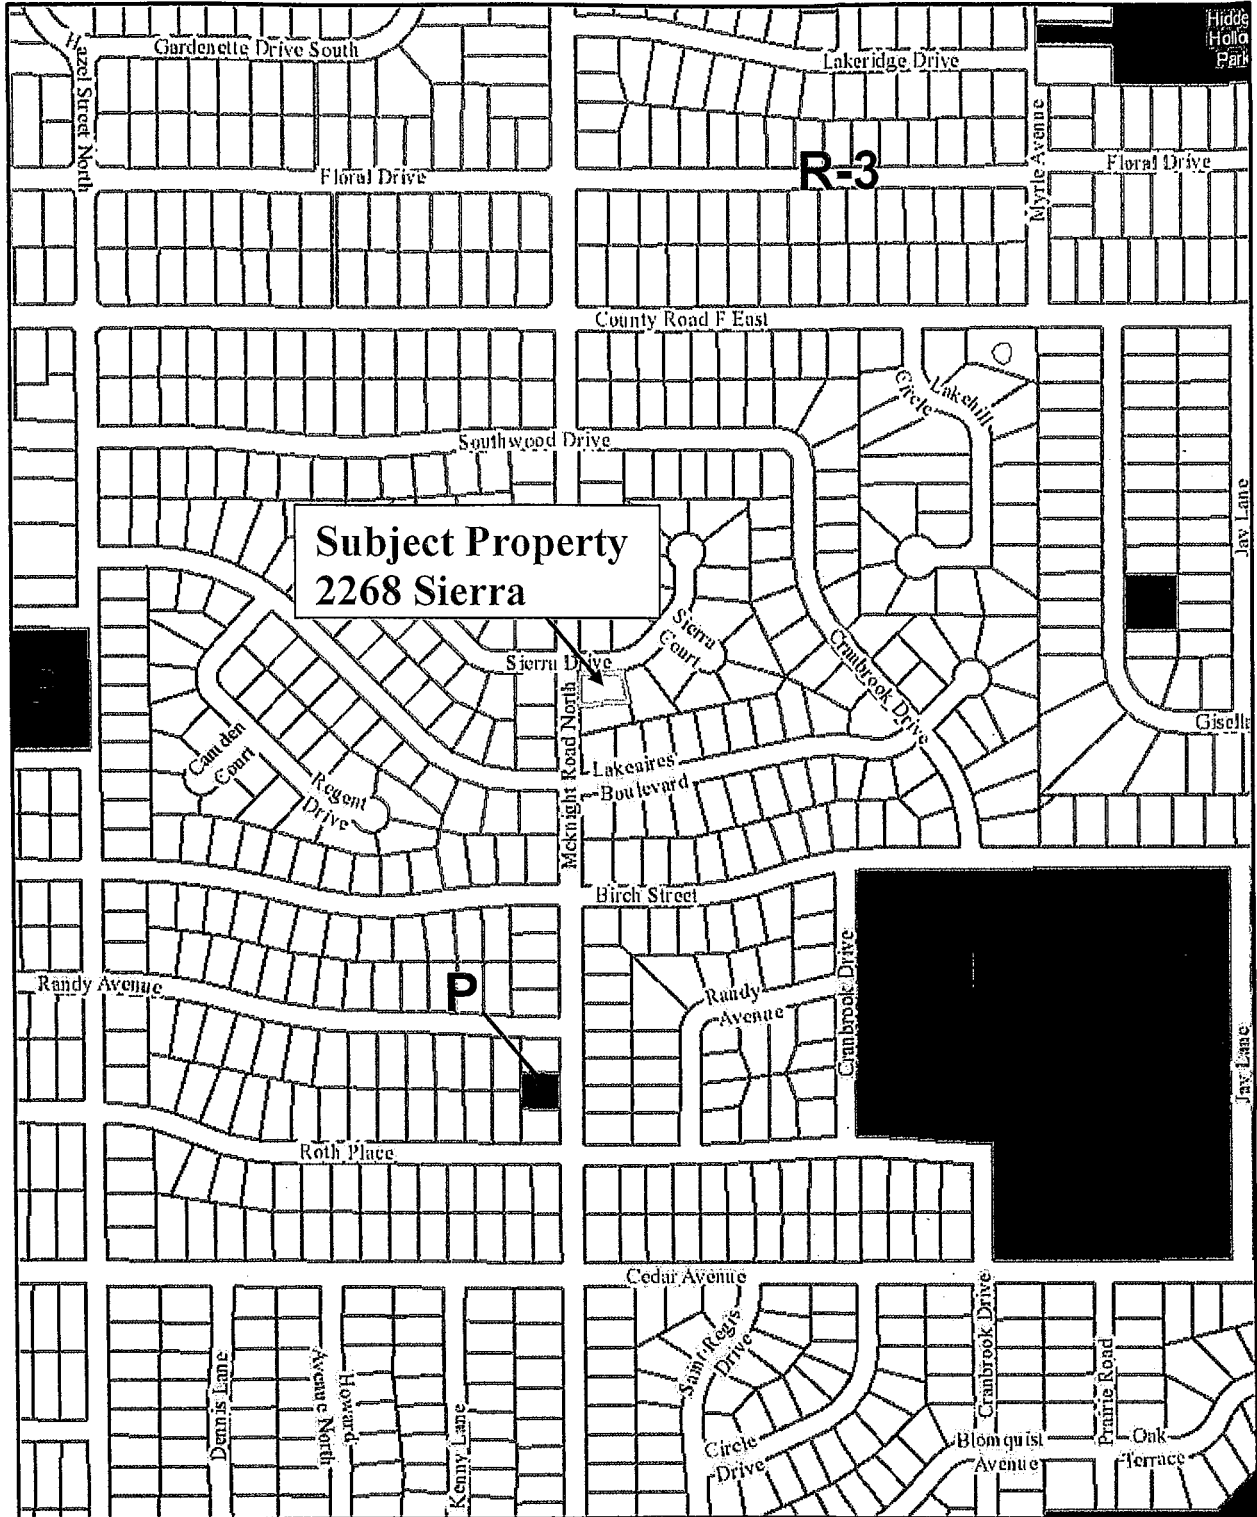 Hidde
Hollo
Park
Gardenette Drive South
Lakeridge Drive
Hazel Street North
Myrle Avenue
R-3
Floral Drive
Floral Drive
County Road F East
Circle
Lakehill
Southwood Drive
Jay Lane
Subject Property
2268 Sierra
Sierra
Court
Sierra Drive
Cranbrook Drive
Mcknight Road North
Gisella
Camden
Court
Lakeaires
Boulevard
Regent
Drive
Birch Street
Cranbrook Drive
Randy Avenue
P
Randy
Avenue
Jay Lane
Roth Place
Cedar Avenue
Saint Regis
Drive
Cranbrook Drive
Dennis Lane
Avenue North
Howard
Kenny Lane
Prairie Road
Circle
Drive
Blomquist
Avenue
Oak
Terrace